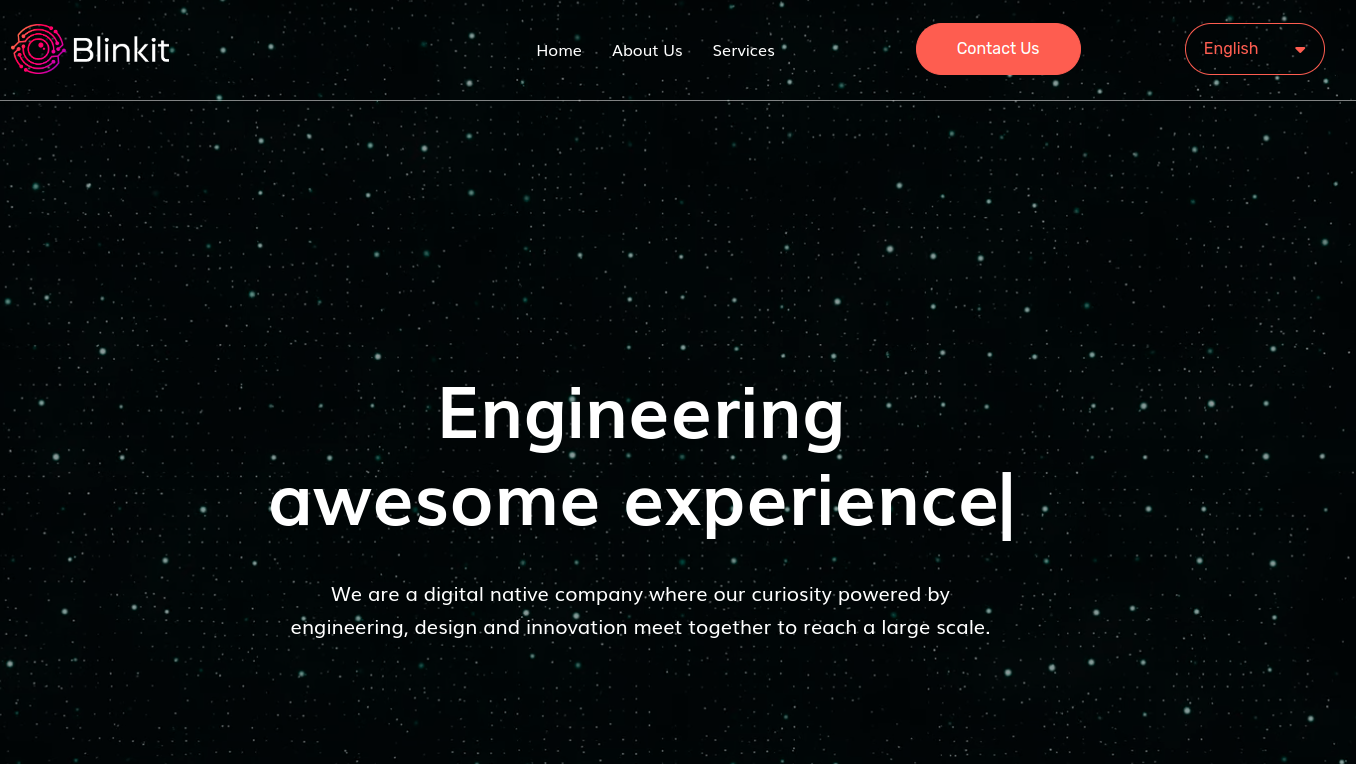 Blinkit
Home About Us Services
Contact Us
English
Engineering
awesome experience
We are a digital native company where our curiosity powered by
engineering, design and innovation meet together to reach a large scale.